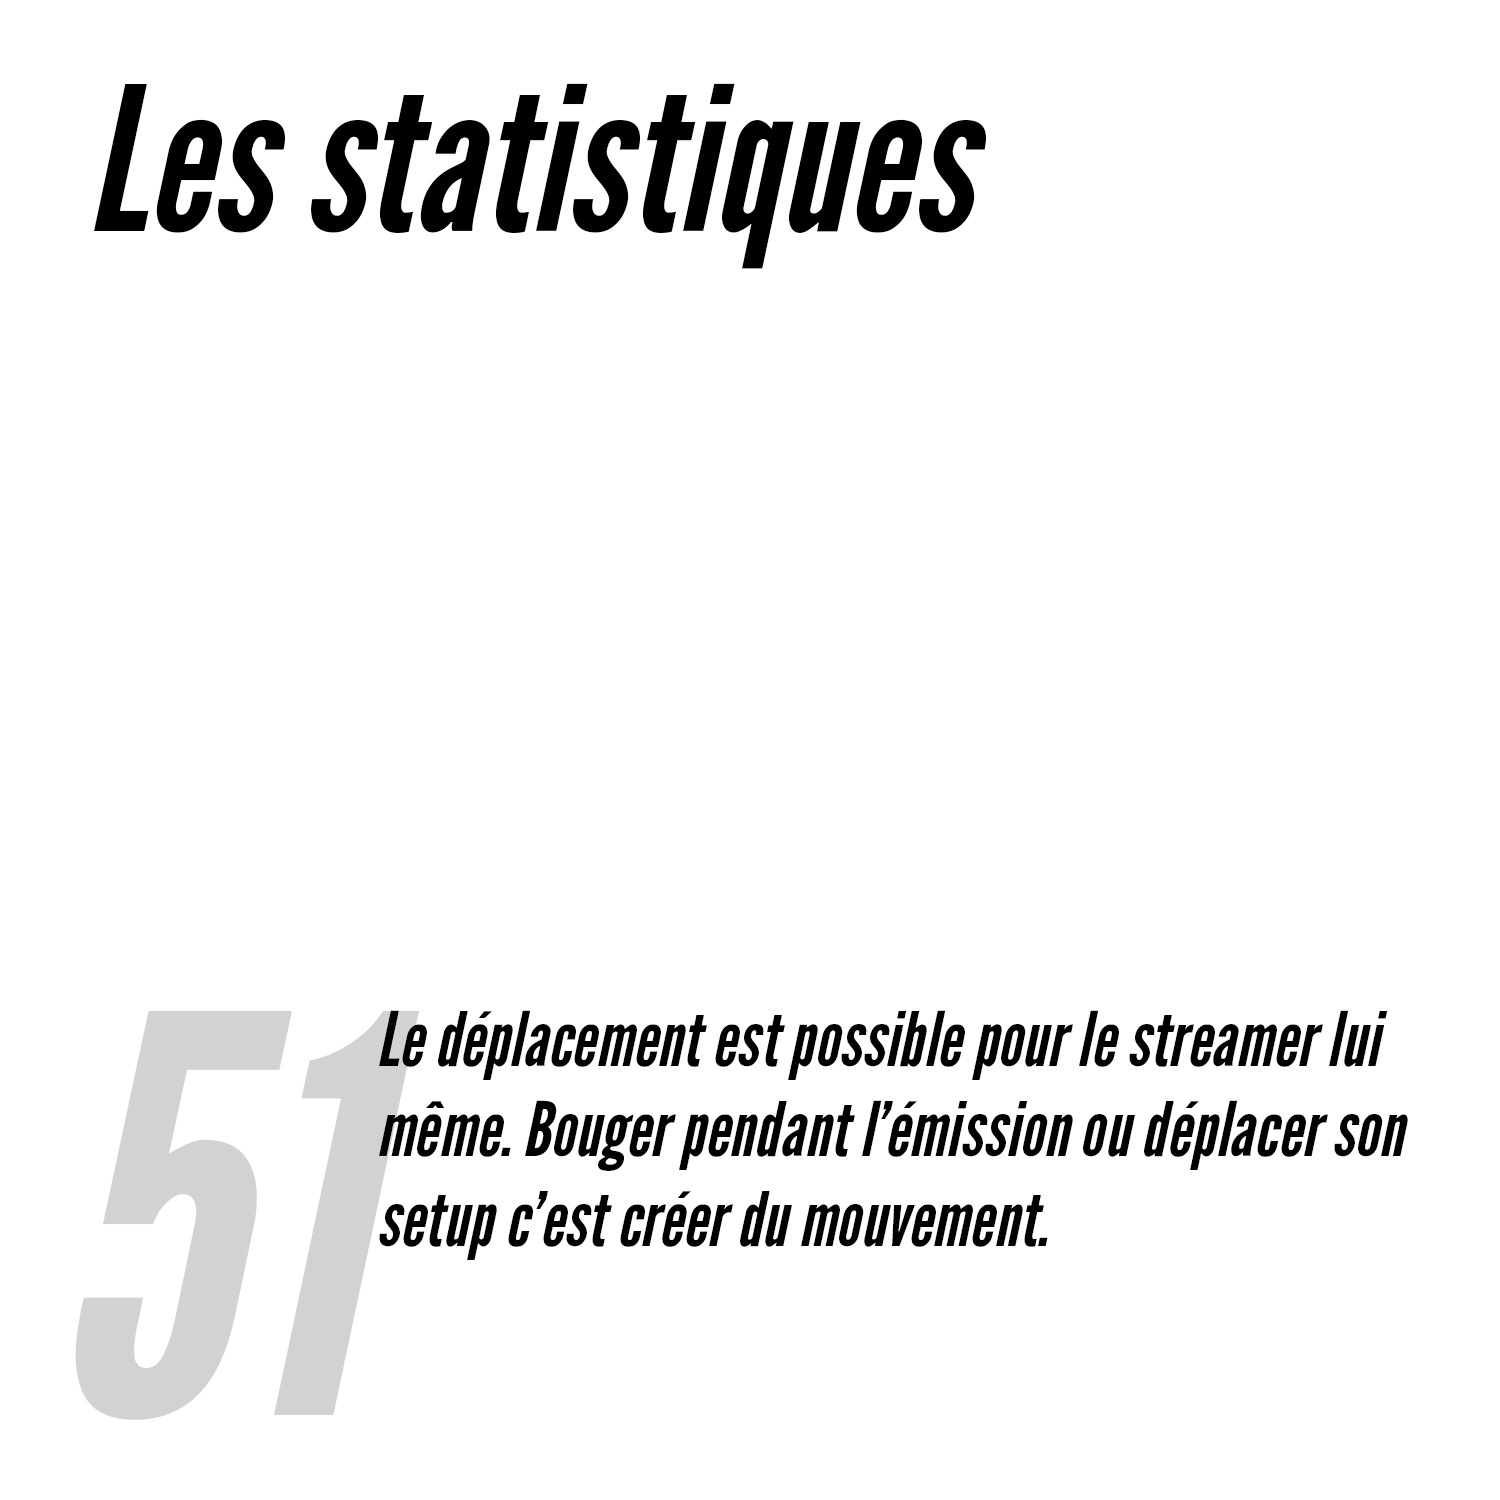 Les statistiques
51
Le déplacement est possible pour le streamer lui
même. Bouger pendant l’émission ou déplacer son
setup c’est créer du mouvement.